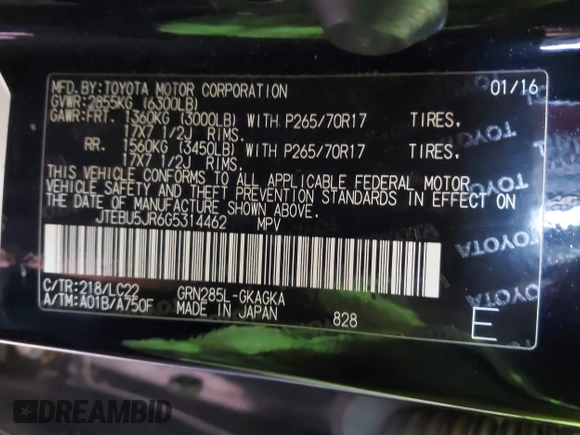 MFD.BY:TOYOTA MOTOR CORPORATION 01/16
GVWR:2855KG (6300LB)
GAWR:FRT. 1360KG (3000LB) WITH P265/70R17 TIRES.
17X7 1/2J RIMS.
RR. 1560KG (3450LB) WITH P265/70R17 TIRES.
17X7 1/2J RIMS.
THIS VEHICLE CONFORMS TO ALL APPLICABLE FEDERAL MOTOR
VEHICLE SAFETY AND THEFT PREVENTION STANDARDS IN EFFECT ON
THE DATE OF MANUFACTURE SHOWN ABOVE.
JTEBU5JR6G5314462 MPV
C/TR:218/LC22 GRN285L-GKAGKA
A/TM:A01B/A750F MADE IN JAPAN 828 E
TOYOTA
TOYOTA
TOYOTA
DREAMBID